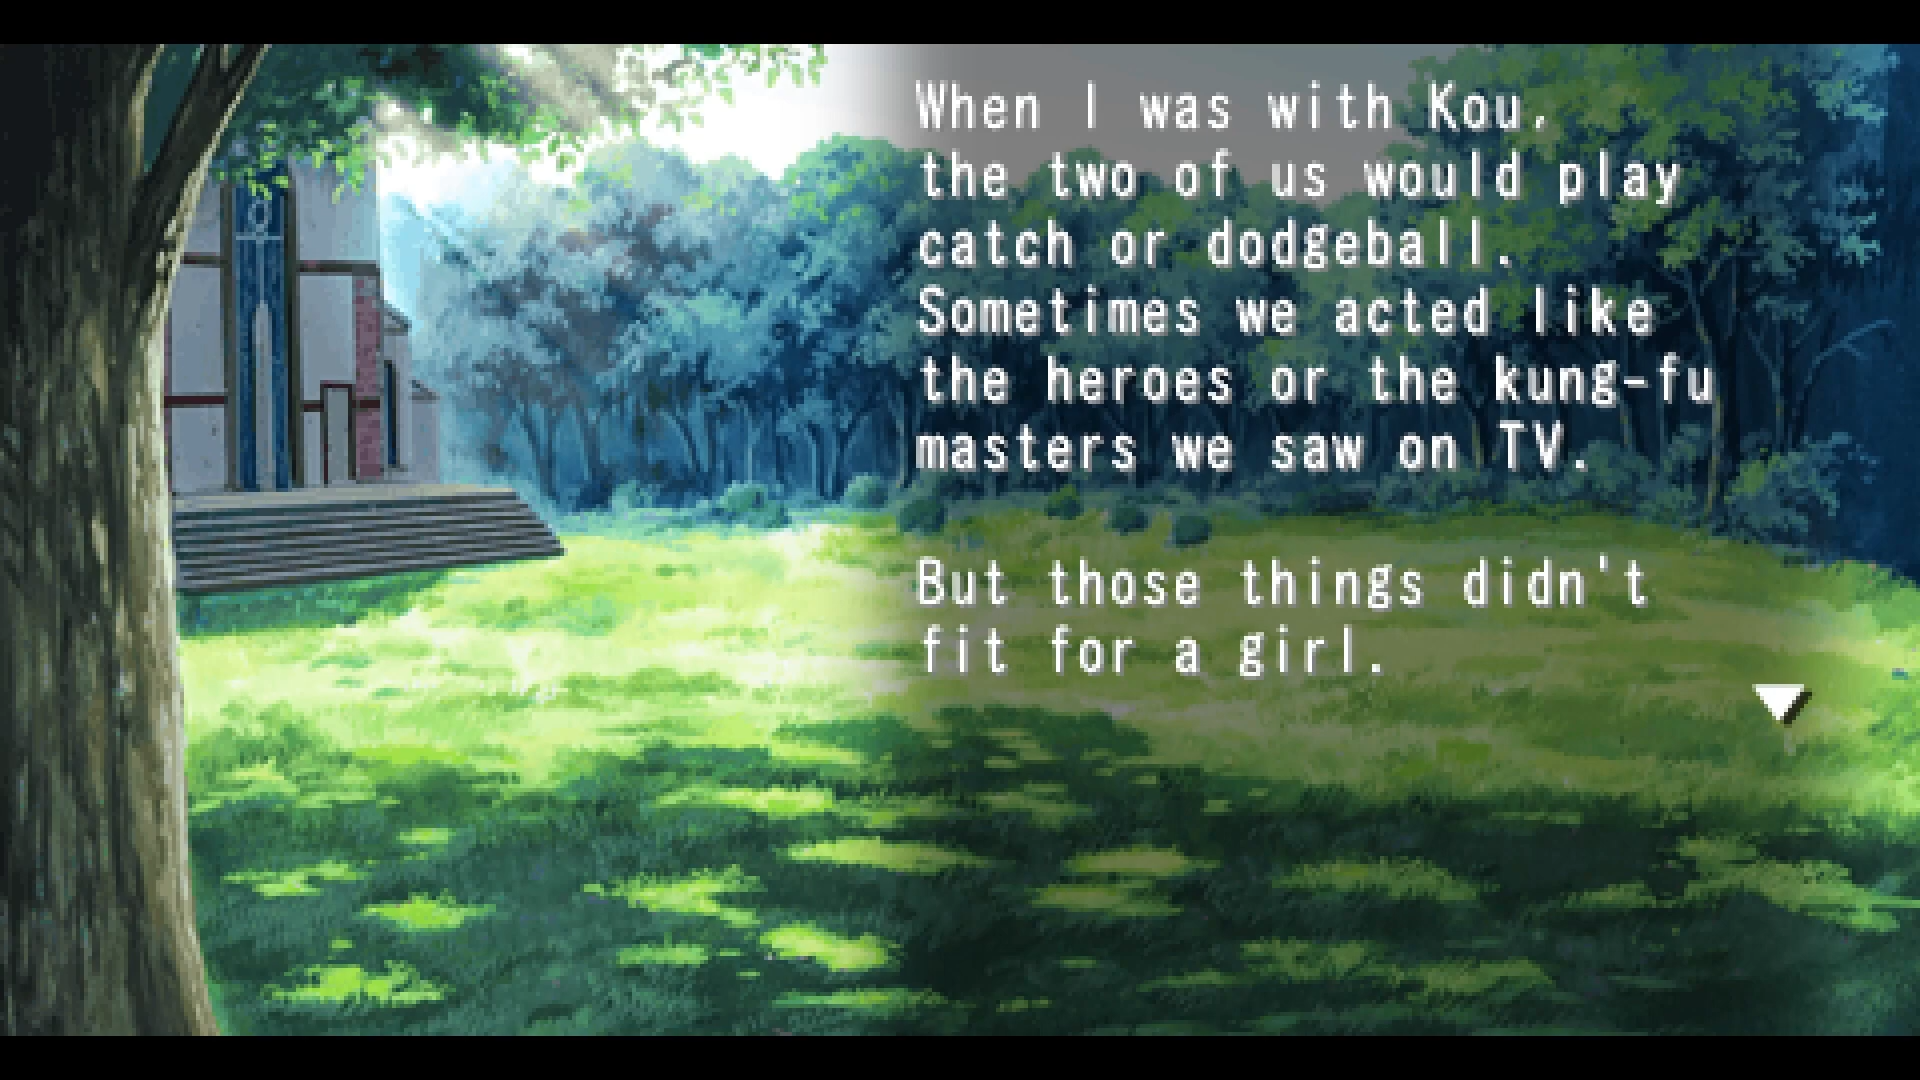 When I was with Kou,
the two of us would play
catch or dodgeball.
Sometimes we acted like
the heroes or the kung-fu
masters we saw on TV.
But those things didn't
fit for a girl.